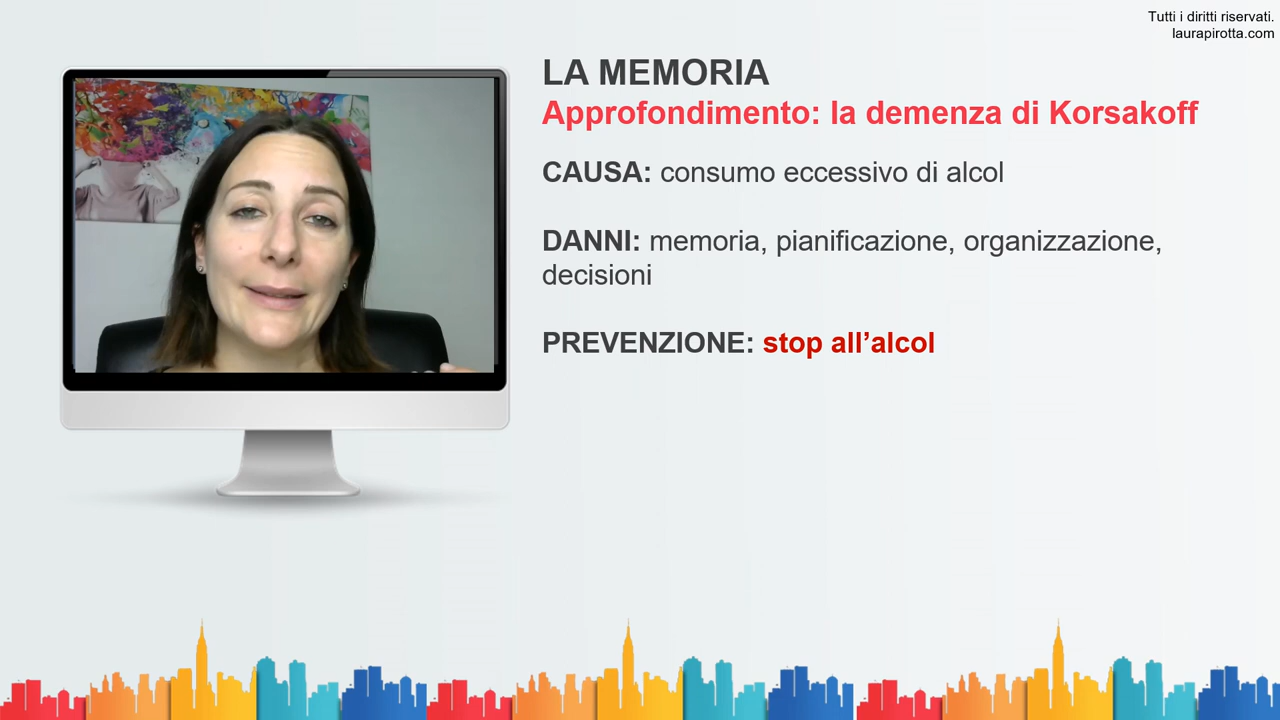 Tutti i diritti riservati.
laurapirotta.com
LA MEMORIA
Approfondimento: la demenza di Korsakoff
CAUSA: consumo eccessivo di alcol
DANNI: memoria, pianificazione, organizzazione,
decisioni
PREVENZIONE: stop all’alcol